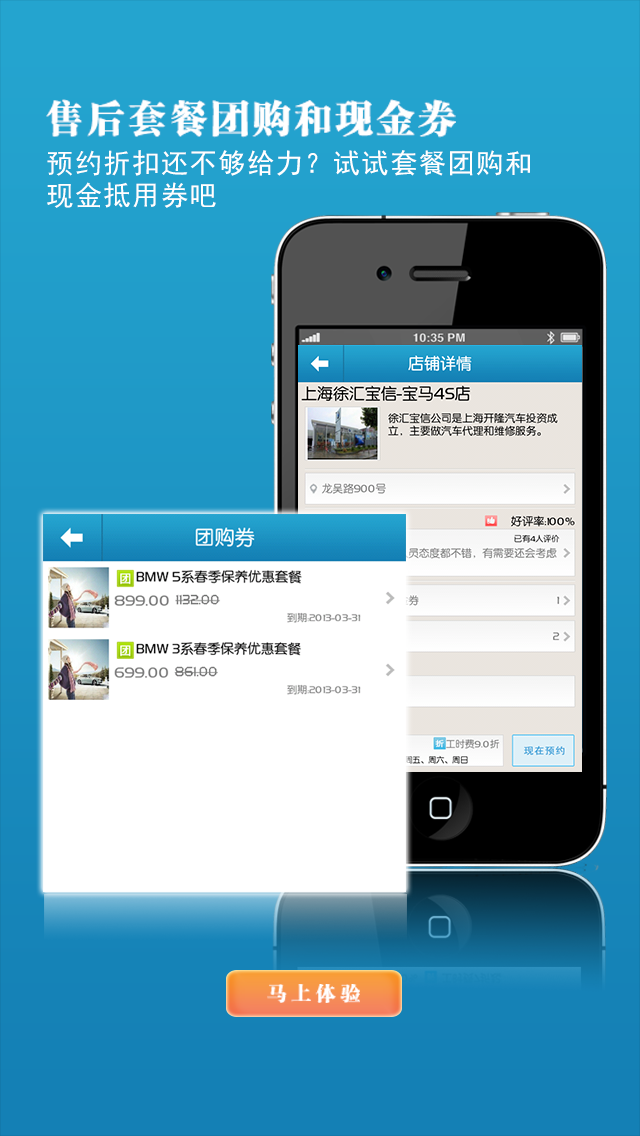 售后套餐团购和现金券
预约折扣还不够给力？试试套餐团购和
现金抵用券吧
10:35 PM
店铺详情
上海徐汇宝信-宝马4S店
徐汇宝信公司是上海开隆汽车投资成
立，主要做汽车代理和维修服务。
龙吴路900号
好评率:100%
已有4人评价
员态度都不错，有需要还会考虑
券 1
2
折 工时费9.0折
周五、周六、周日
现在预约
团购券
团 BMW 5系春季保养优惠套餐
899.00 1132.00
到期:2013-03-31
团 BMW 3系春季保养优惠套餐
699.00 861.00
到期:2013-03-31
马上体验